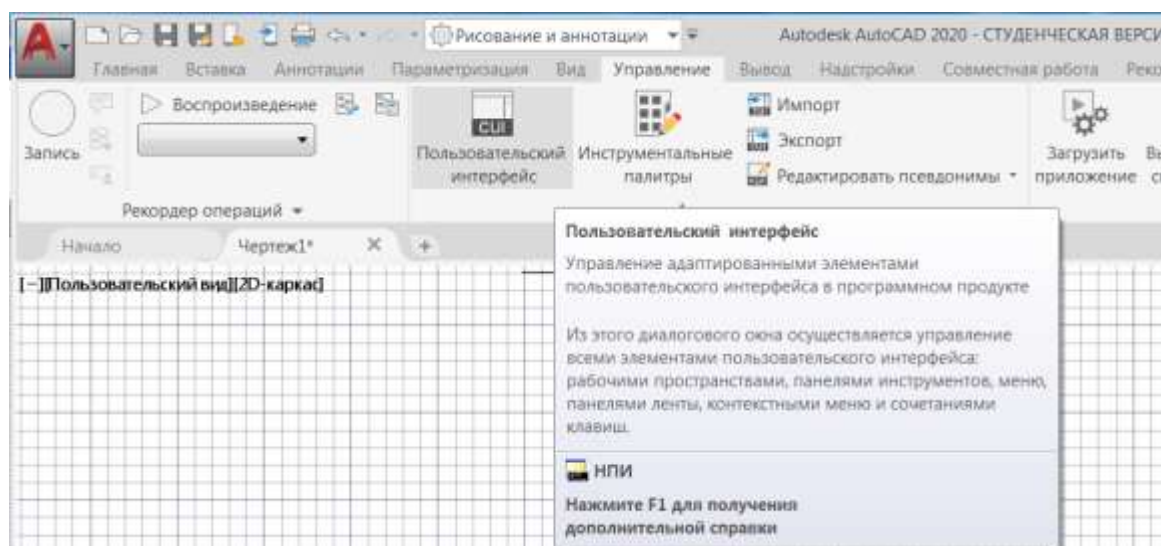 Рисование и аннотации Autodesk AutoCAD 2020 - СТУДЕНЧЕСКАЯ ВЕРСИ
Главная Вставка Аннотации Параметризация Вид Управление Вывод Надстройки Совместная работа Реко
Запись
Воспроизведение
CUI
Пользовательский
интерфейс
Инструментальные
палитры
Импорт
Экспорт
Редактировать псевдонимы
Загрузить
приложение
Рекордер операций
Начало Чертеж1*
[−][Пользовательский вид][2D-каркас]
Пользовательский интерфейс
Управление адаптированными элементами
пользовательского интерфейса в программном продукте
Из этого диалогового окна осуществляется управление
всеми элементами пользовательского интерфейса:
рабочими пространствами, панелями инструментов, меню,
панелями ленты, контекстными меню и сочетаниями
клавиш.
НПИ
Нажмите F1 для получения
дополнительной справки